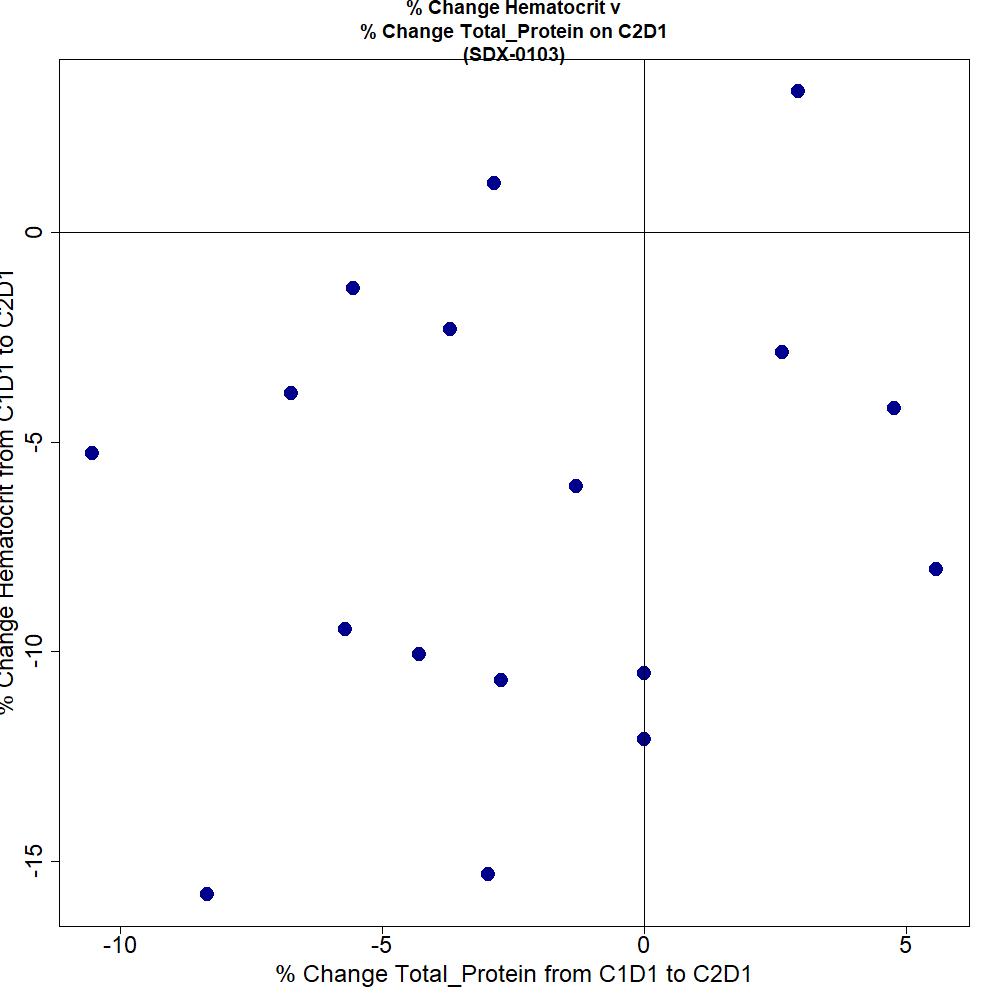 % Change Hematocrit v
% Change Total_Protein on C2D1
(SDX-0103)
% Change Hematocrit from C1D1 to C2D1
0
-5
-10
-15
-10
-5
0
5
% Change Total_Protein from C1D1 to C2D1